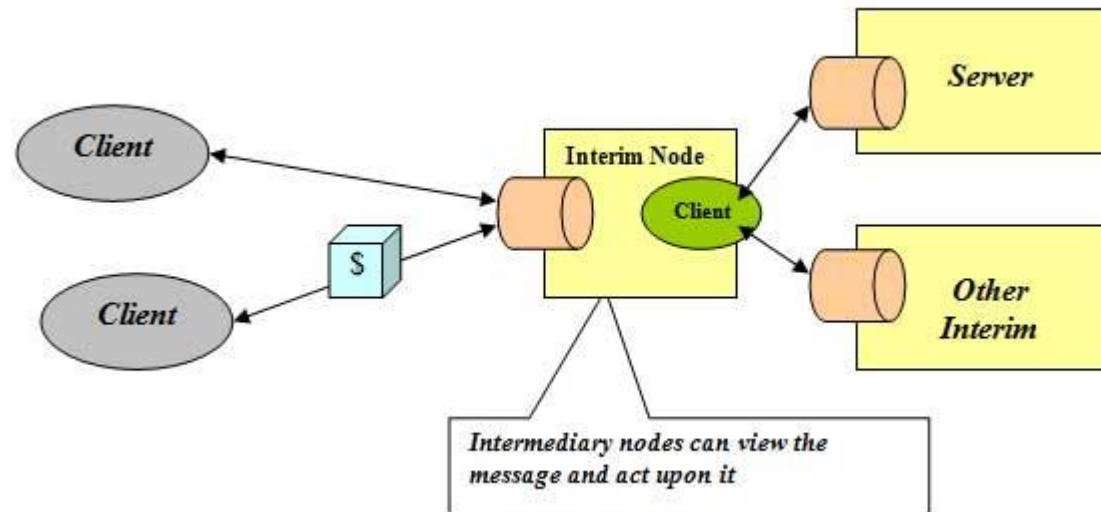 Server
Client
Interim Node
Client
$
Client
Other
Interim
Intermediary nodes can view the
message and act upon it